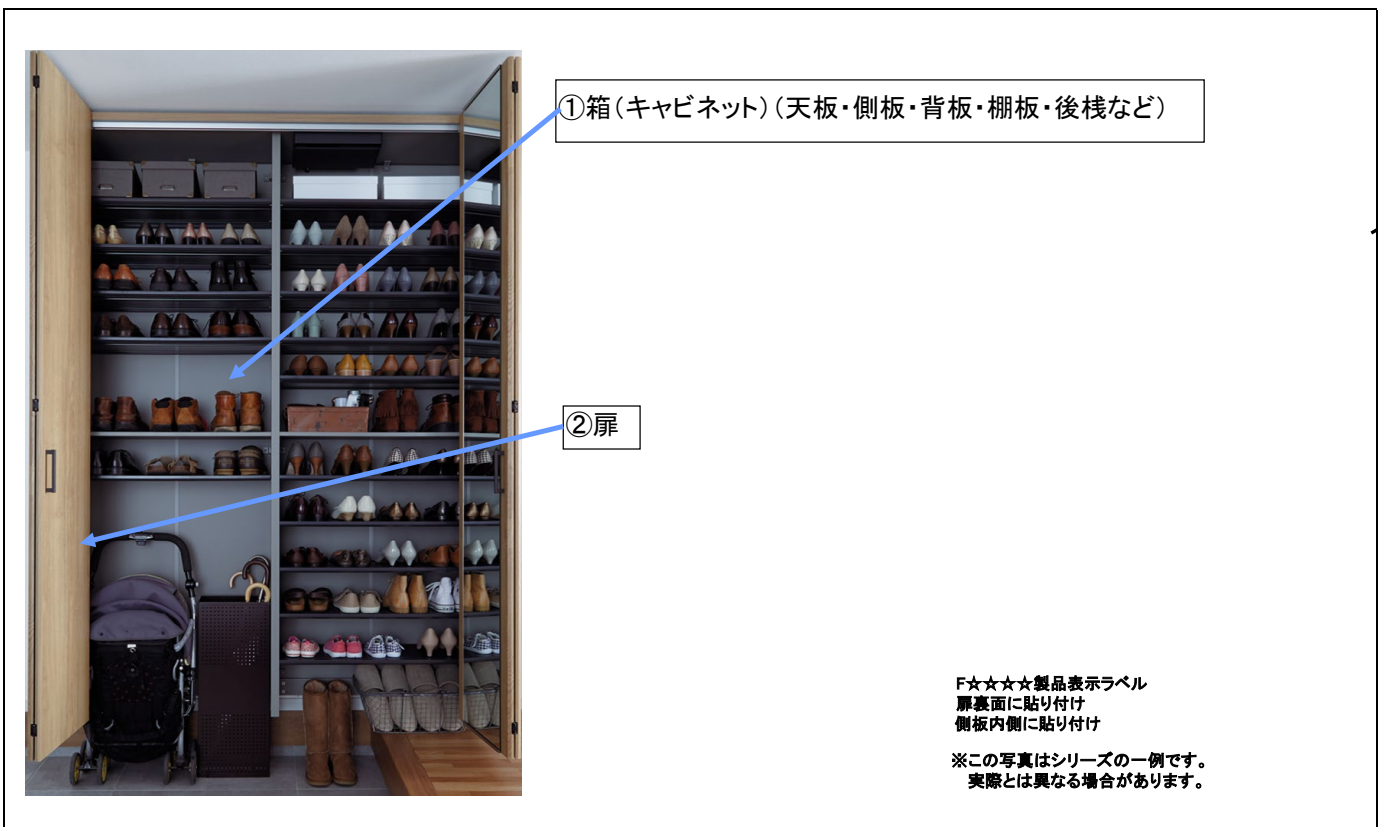 ①箱（キャビネット）（天板・側板・背板・棚板・後桟など）
②扉
F☆☆☆☆製品表示ラベル
扉裏面に貼り付け
側板内側に貼り付け
※この写真はシリーズの一例です。
実際とは異なる場合があります。